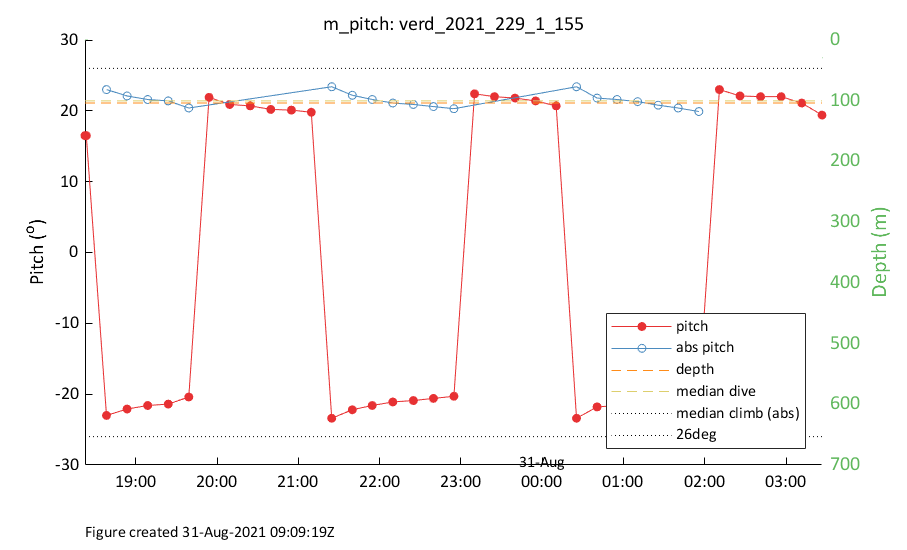 m_pitch: verd_2021_229_1_155
30
20
10
0
-10
-20
-30
Pitch (º)
0
100
200
300
400
500
600
700
Depth (m)
pitch
abs pitch
depth
median dive
median climb (abs)
26deg
31-Aug
19:00 20:00 21:00 22:00 23:00 00:00 01:00 02:00 03:00
Figure created 31-Aug-2021 09:09:19Z